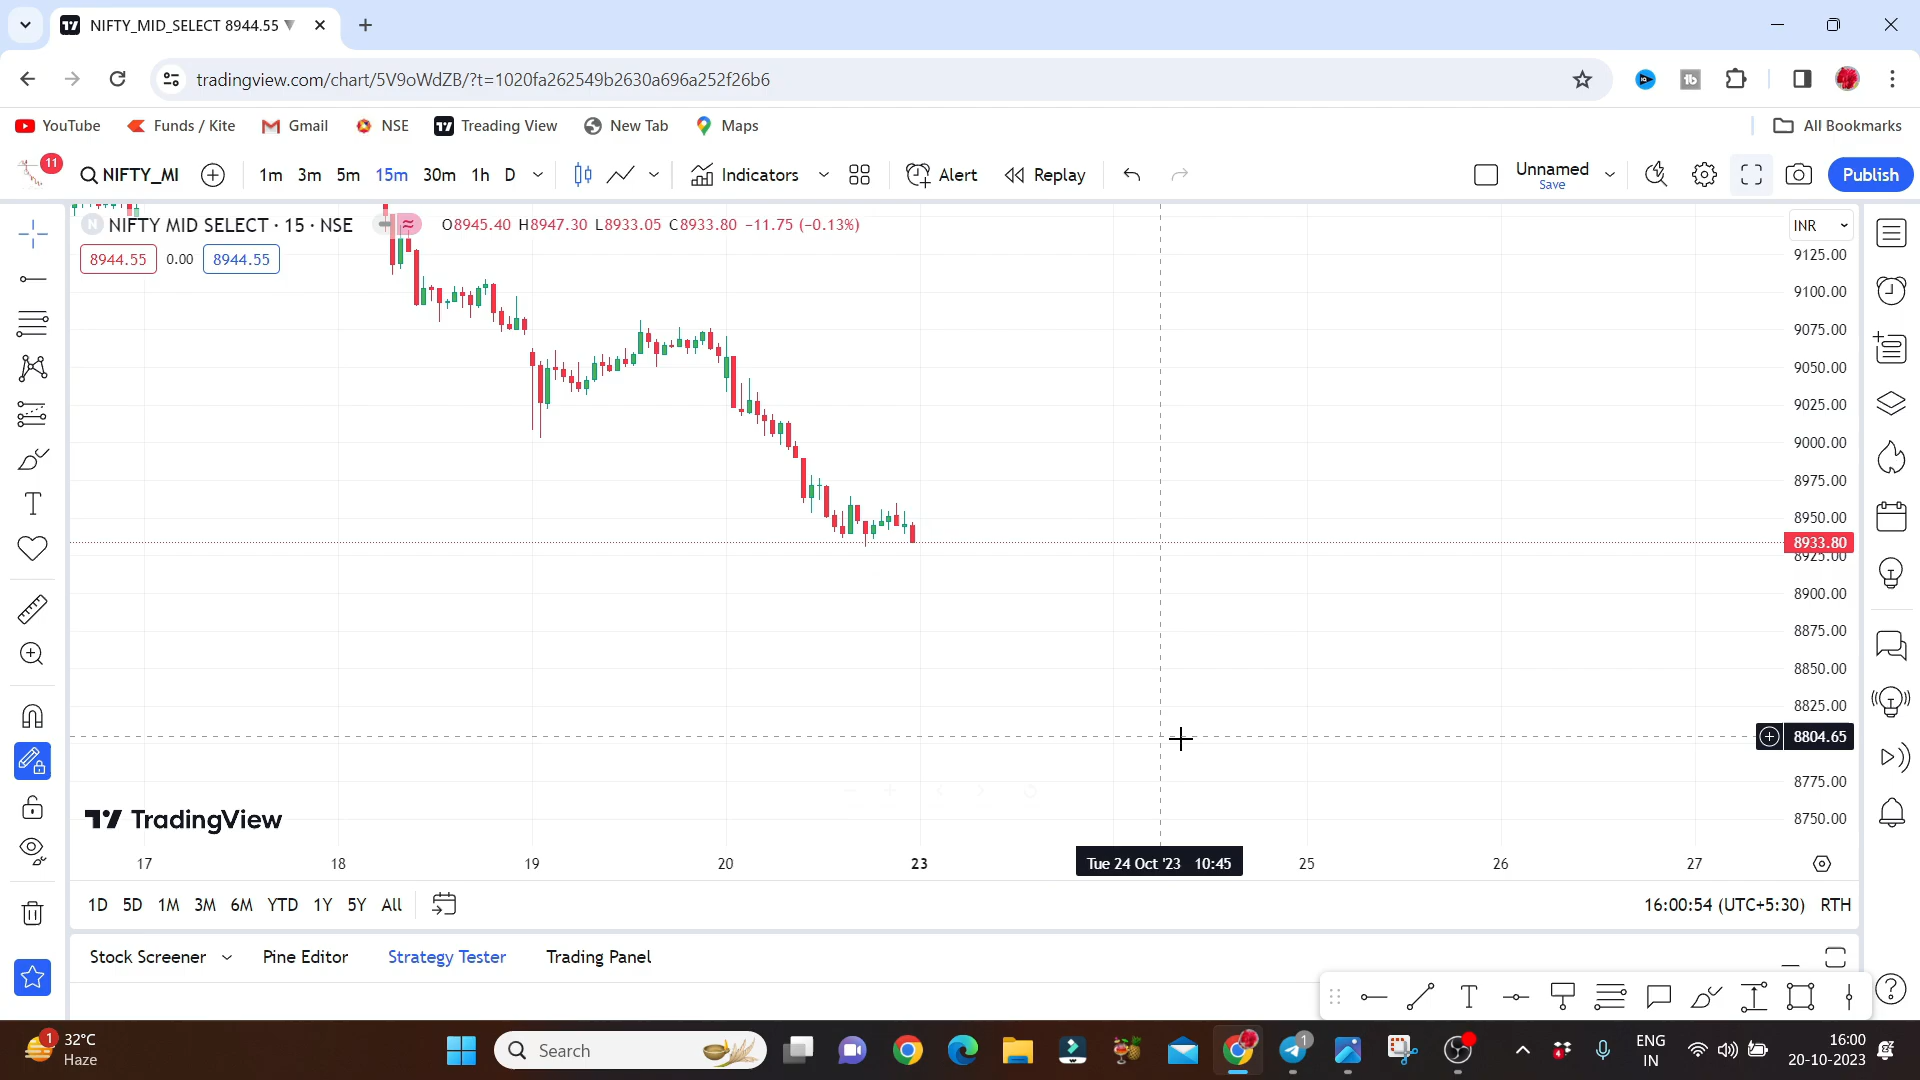 NIFTY_MID_SELECT 8944.55
tradingview.com/chart/5V9oWdZB/?t=1020fa262549b2630a696a252f26b6
YouTube Funds / Kite Gmail NSE Treading View New Tab Maps All Bookmarks
11 NIFTY_MI 1m 3m 5m 15m 30m 1h D Indicators Alert Replay Unnamed Publish
Save
NIFTY MID SELECT · 15 · NSE O8945.40 H8947.30 L8933.05 C8933.80 −11.75 (−0.13%) INR
8944.55 0.00 8944.55
9125.00
9100.00
9075.00
9050.00
9025.00
9000.00
8975.00
8950.00
8933.80
8925.00
8900.00
8875.00
8850.00
8825.00
8804.65
8775.00
8750.00
TradingView
17 18 19 20 23 Tue 24 Oct '23 10:45 25 26 27
1D 5D 1M 3M 6M YTD 1Y 5Y All 16:00:54 (UTC+5:30) RTH
Stock Screener Pine Editor Strategy Tester Trading Panel
1 32°C
Haze
Search
1
4
ENG
IN
16:00
20-10-2023